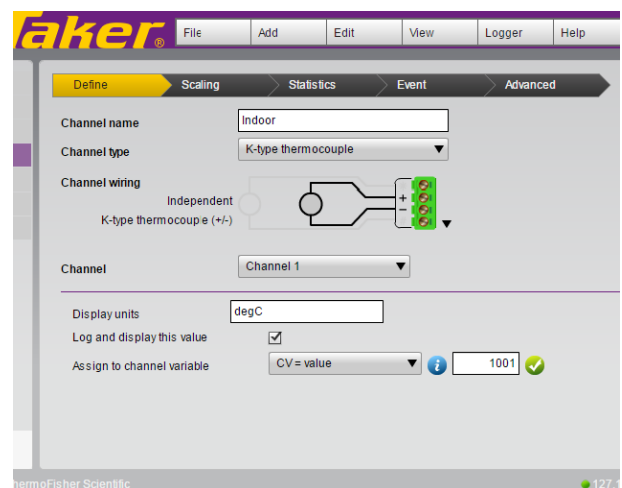 Taker®
File Add Edit View Logger Help
Define Scaling Statistics Event Advanced
Channel name Indoor
Channel type K-type thermocouple
Channel wiring
Independent
K-type thermocouple (+/-)
+
-
Channel Channel 1
Display units degC
Log and display this value
Assign to channel variable CV = value i 1001
hermoFisher Scientific
127.1